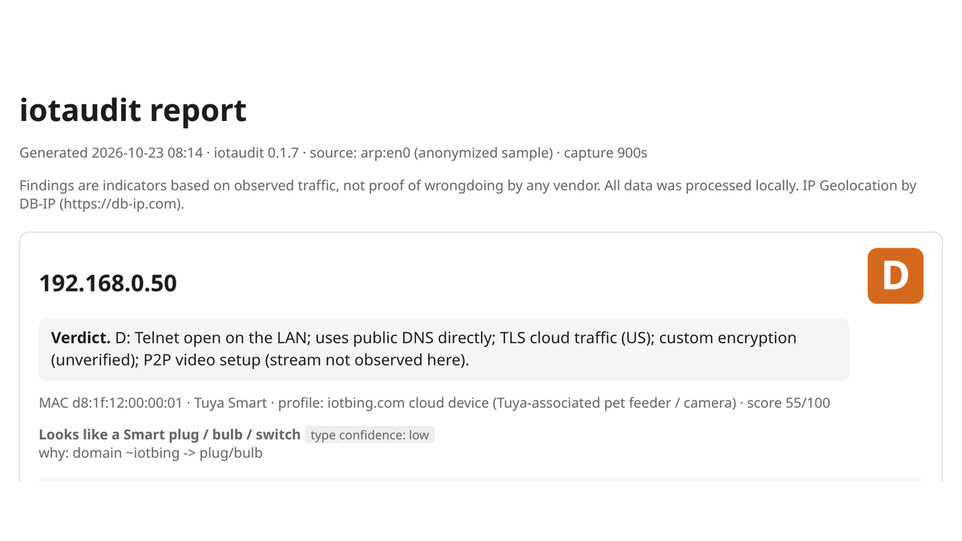 iotaudit report
Generated 2026-10-23 08:14 · iotaudit 0.1.7 · source: arp:en0 (anonymized sample) · capture 900s
Findings are indicators based on observed traffic, not proof of wrongdoing by any vendor. All data was processed locally. IP Geolocation by
DB-IP (https://db-ip.com).
192.168.0.50
D
Verdict. D: Telnet open on the LAN; uses public DNS directly; TLS cloud traffic (US); custom encryption
(unverified); P2P video setup (stream not observed here).
MAC d8:1f:12:00:00:01 · Tuya Smart · profile: iotbing.com cloud device (Tuya-associated pet feeder / camera) · score 55/100
Looks like a Smart plug / bulb / switch type confidence: low
why: domain ~iotbing -> plug/bulb